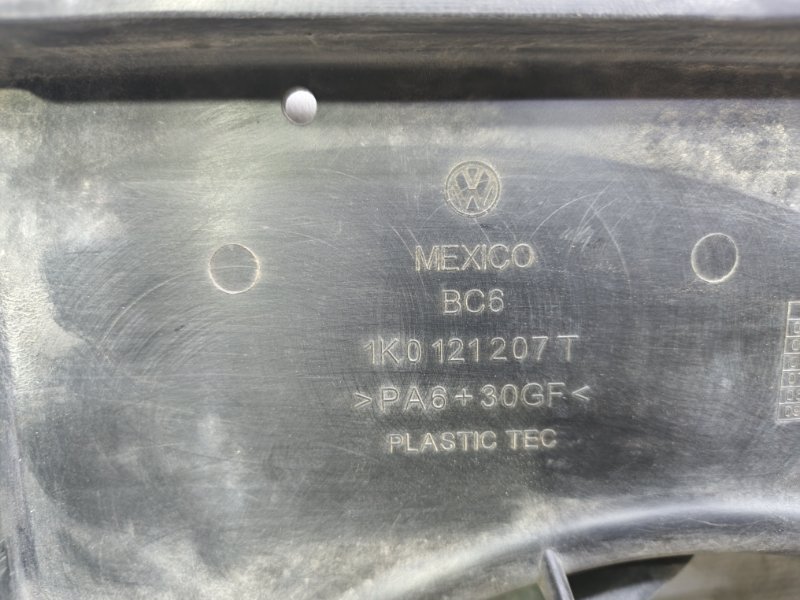 MEXICO
BC6
1K0 121 207 T
>PA6+30GF<
PLASTIC TEC